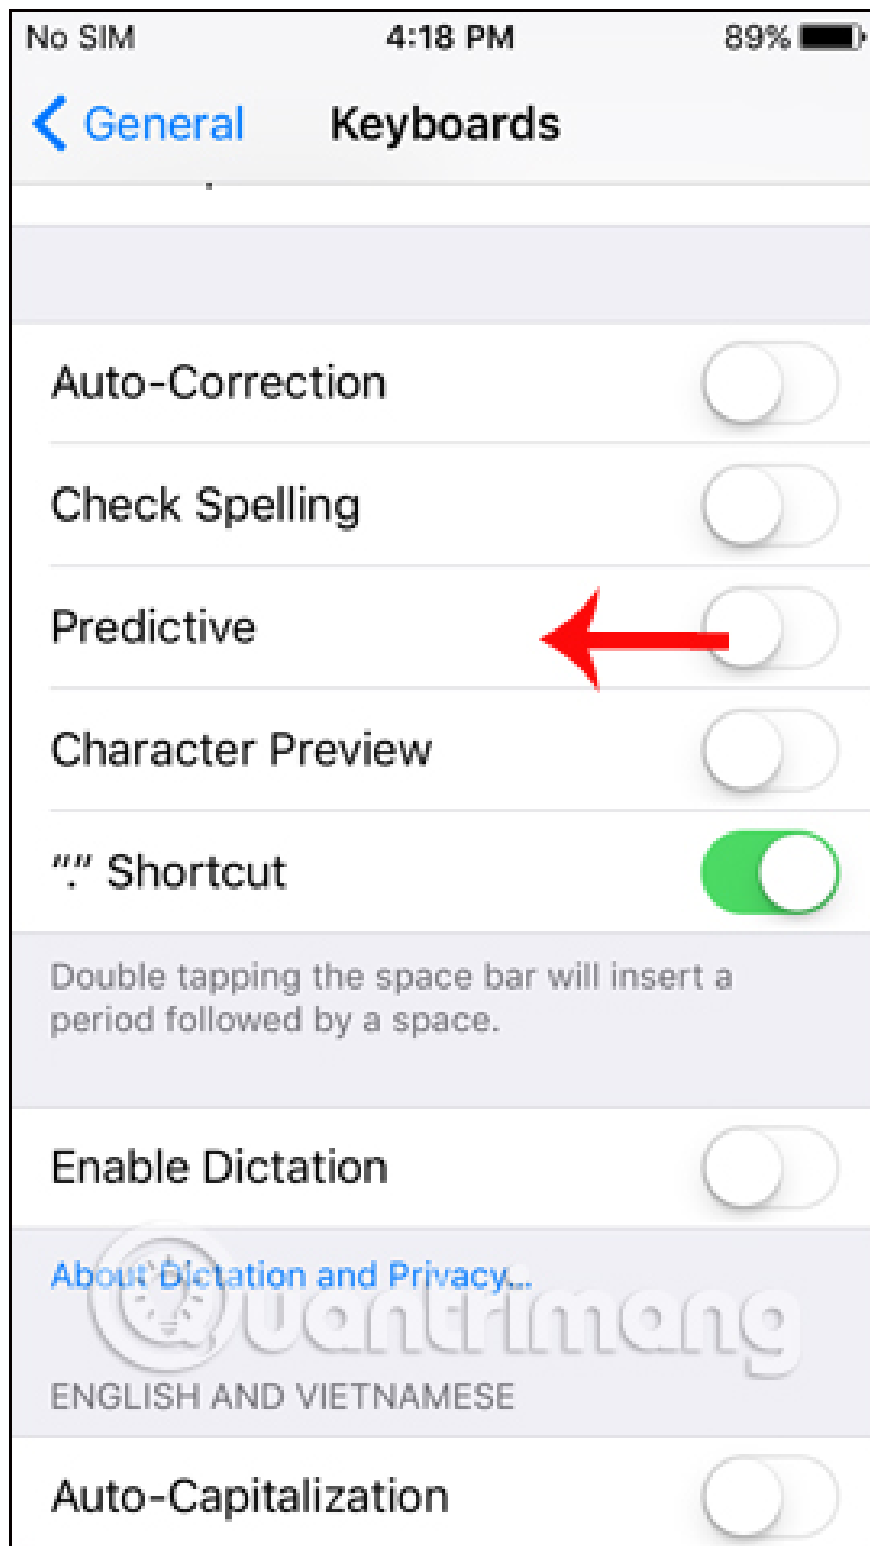 No SIM 4:18 PM 89%
General Keyboards
Auto-Correction
Check Spelling
Predictive
Character Preview
“.” Shortcut
Double tapping the space bar will insert a
period followed by a space.
Enable Dictation
About Dictation and Privacy...
Quantrimang
ENGLISH AND VIETNAMESE
Auto-Capitalization